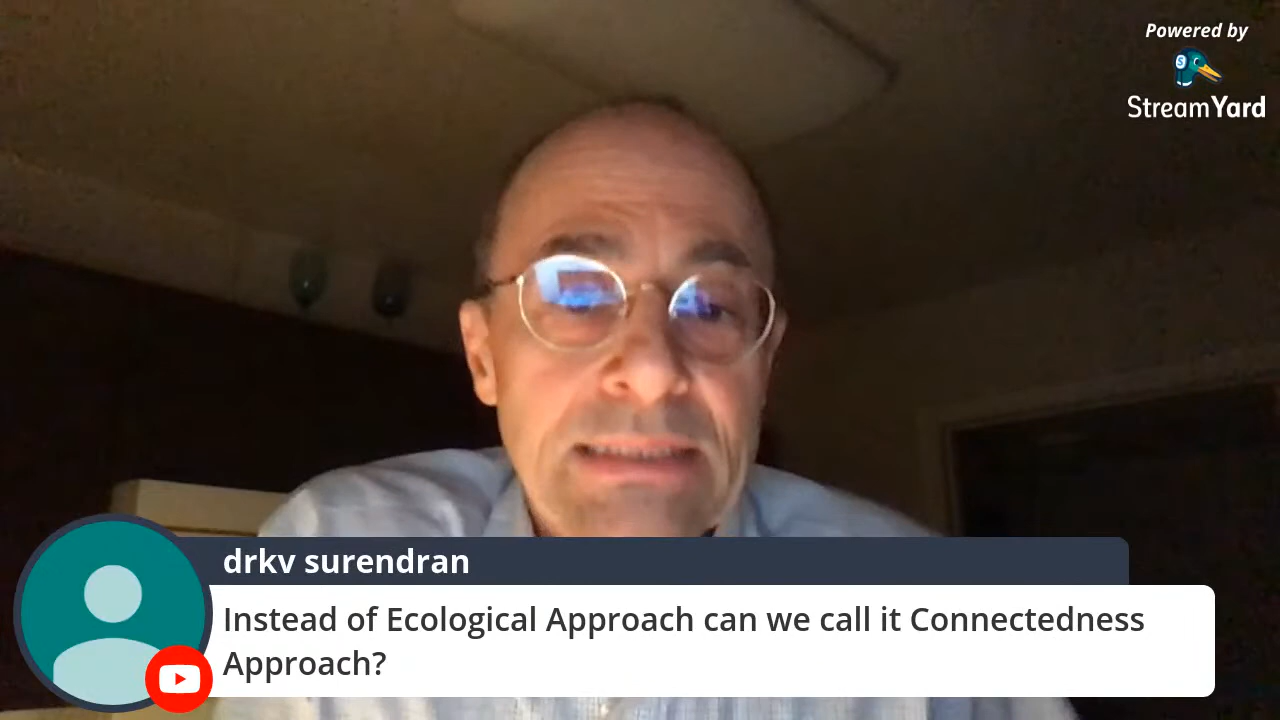 Powered by
StreamYard
drkv surendran
Instead of Ecological Approach can we call it Connectedness
Approach?